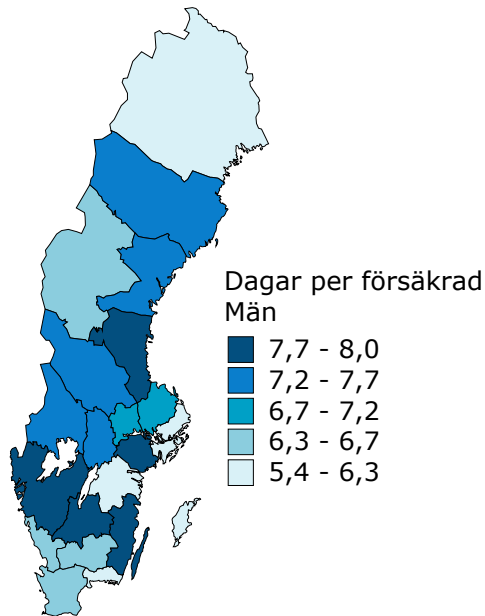 Dagar per försäkrad
Män
7,7 - 8,0
7,2 - 7,7
6,7 - 7,2
6,3 - 6,7
5,4 - 6,3